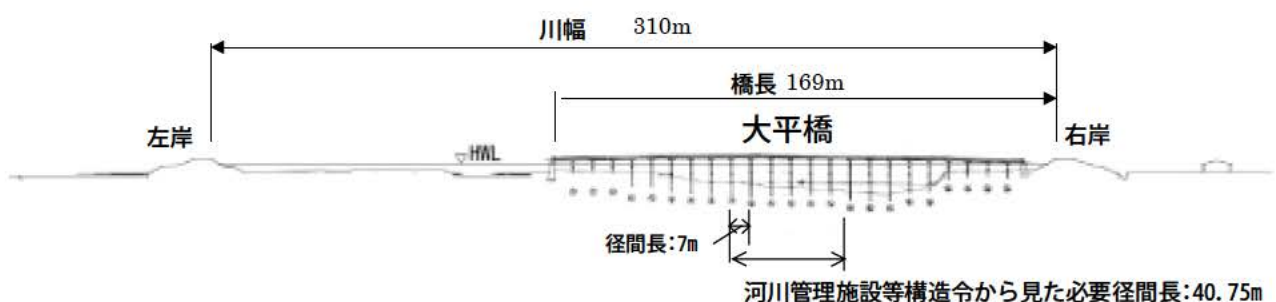 川幅 310m
橋長 169m
左岸
大平橋
右岸
HWL
径間長:7m
河川管理施設等構造令から見た必要径間長:40.75m